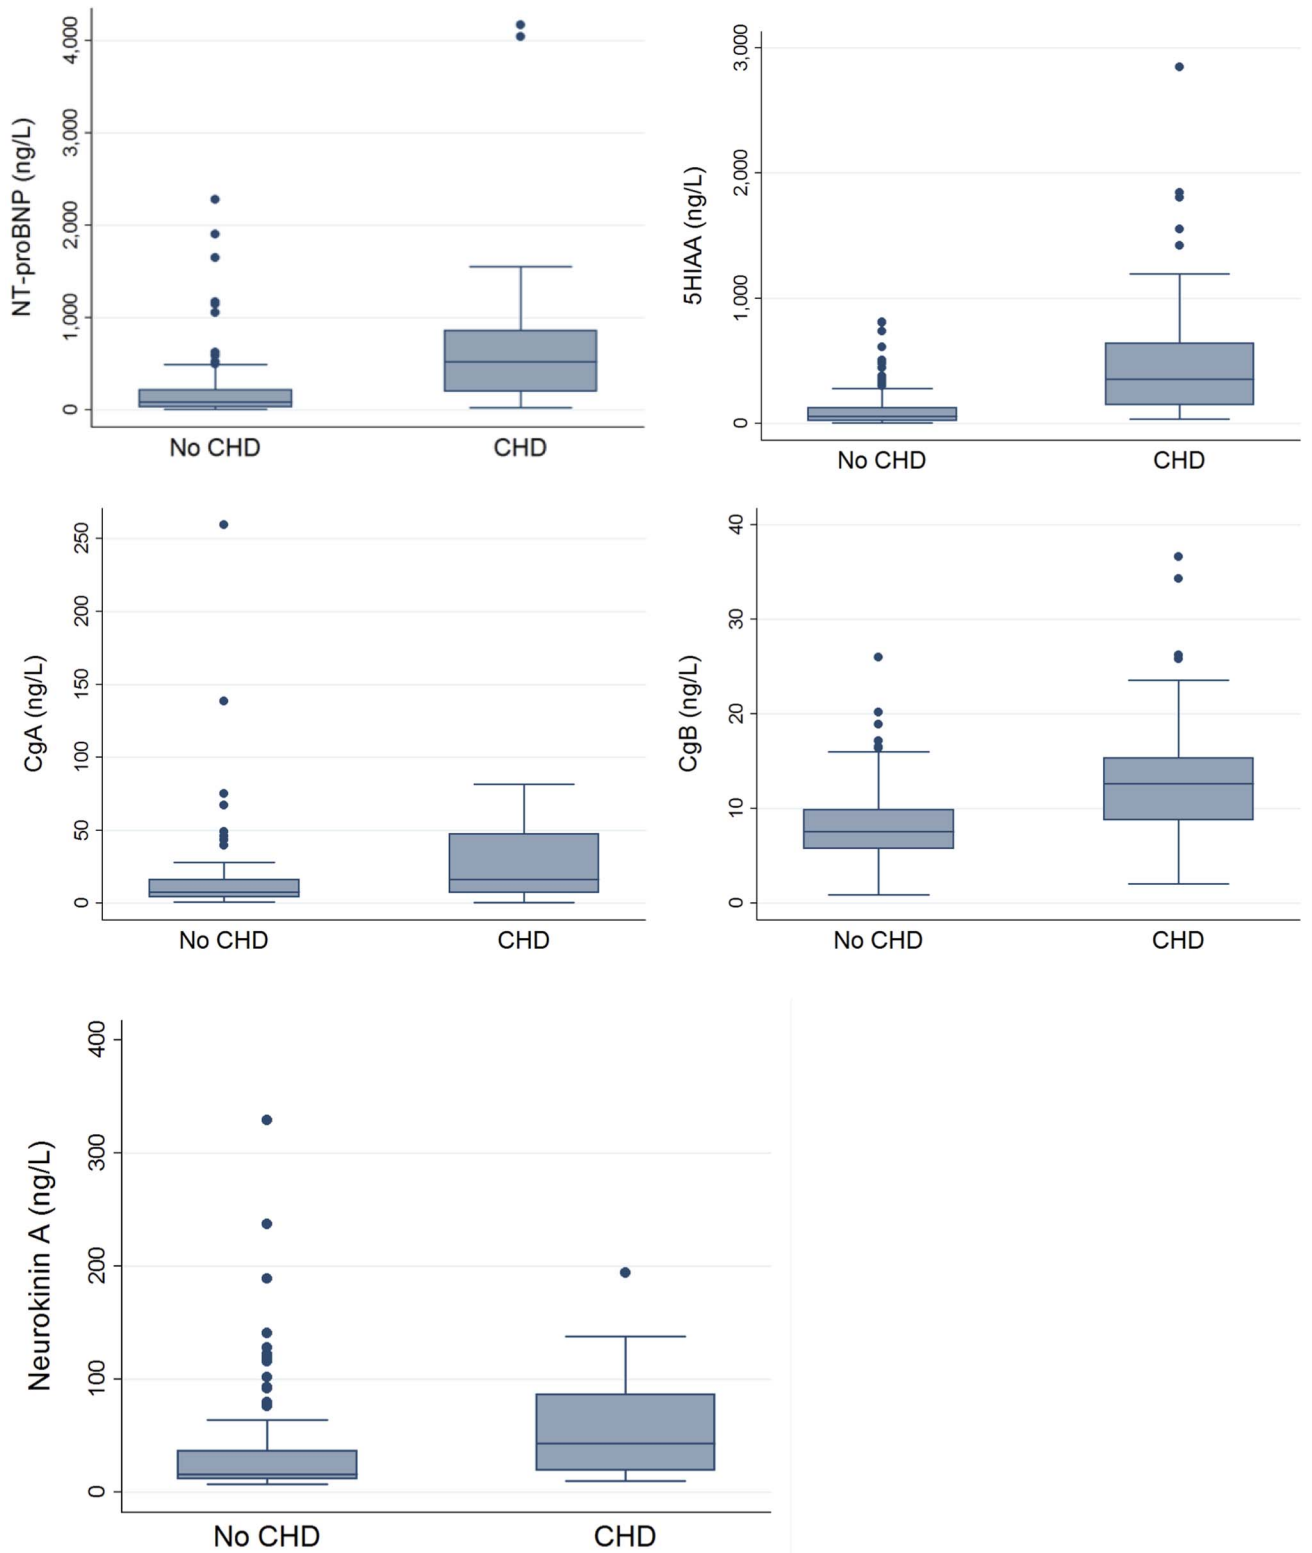 NT-proBNP (ng/L)
4,000
3,000
2,000
1,000
0
No CHD CHD
5HIAA (ng/L)
3,000
2,000
1,000
0
No CHD CHD
CgA (ng/L)
250
200
150
100
50
0
No CHD CHD
CgB (ng/L)
40
30
20
10
0
No CHD CHD
Neurokinin A (ng/L)
400
300
200
100
0
No CHD CHD